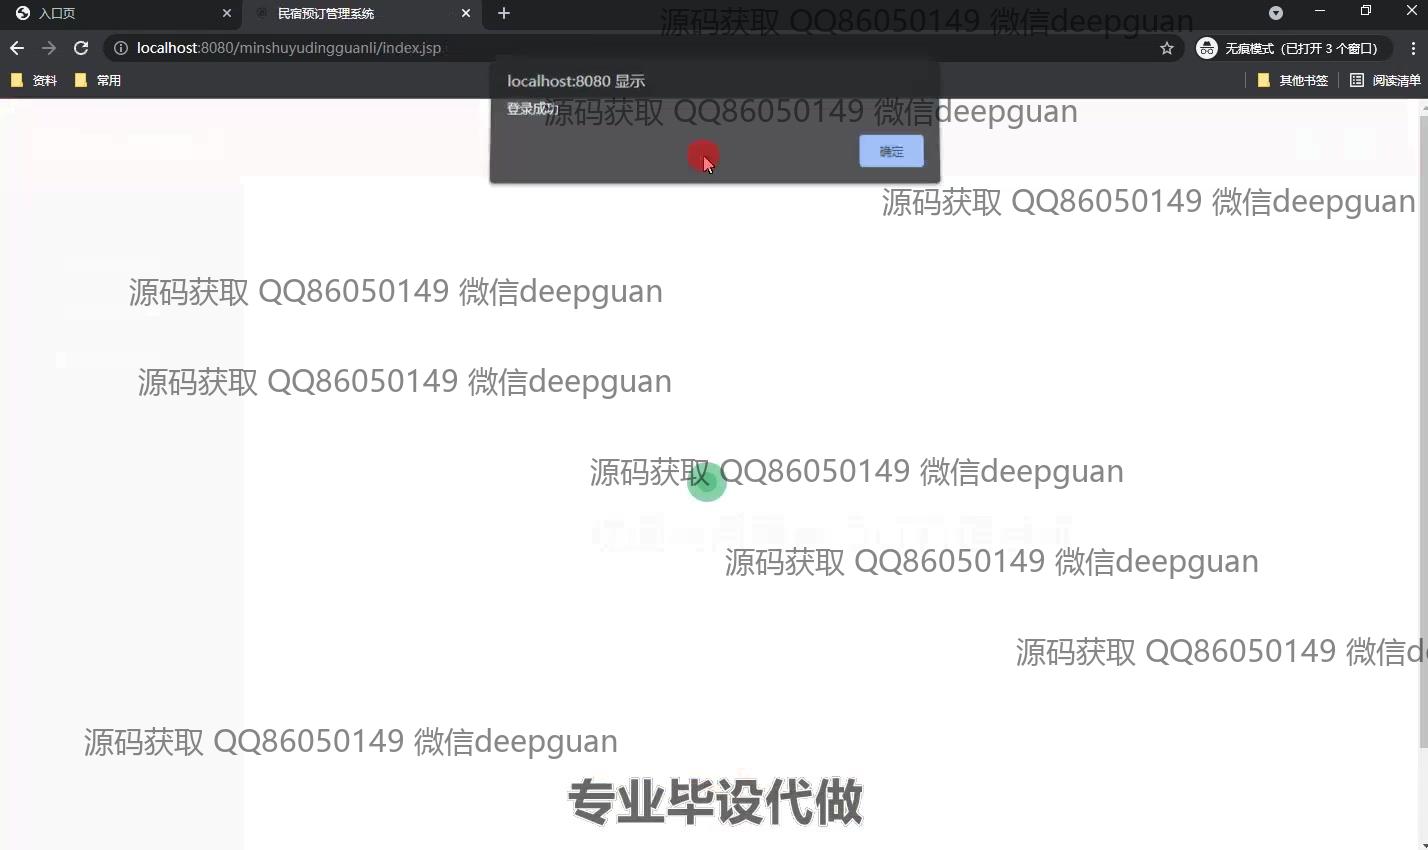 入口页
民宿预订管理系统
源码获取 QQ86050149 微信deepguan
localhost:8080/minshuyudingguanli/index.jsp
无痕模式（已打开 3 个窗口）
资料
常用
其他书签
阅读清单
localhost:8080 显示
登录成功
源码获取 QQ86050149 微信deepguan
确定
源码获取 QQ86050149 微信deepguan
源码获取 QQ86050149 微信deepguan
源码获取 QQ86050149 微信deepguan
源码获取 QQ86050149 微信deepguan
源码获取 QQ86050149 微信deepguan
源码获取 QQ86050149 微信d
源码获取 QQ86050149 微信deepguan
专业毕设代做